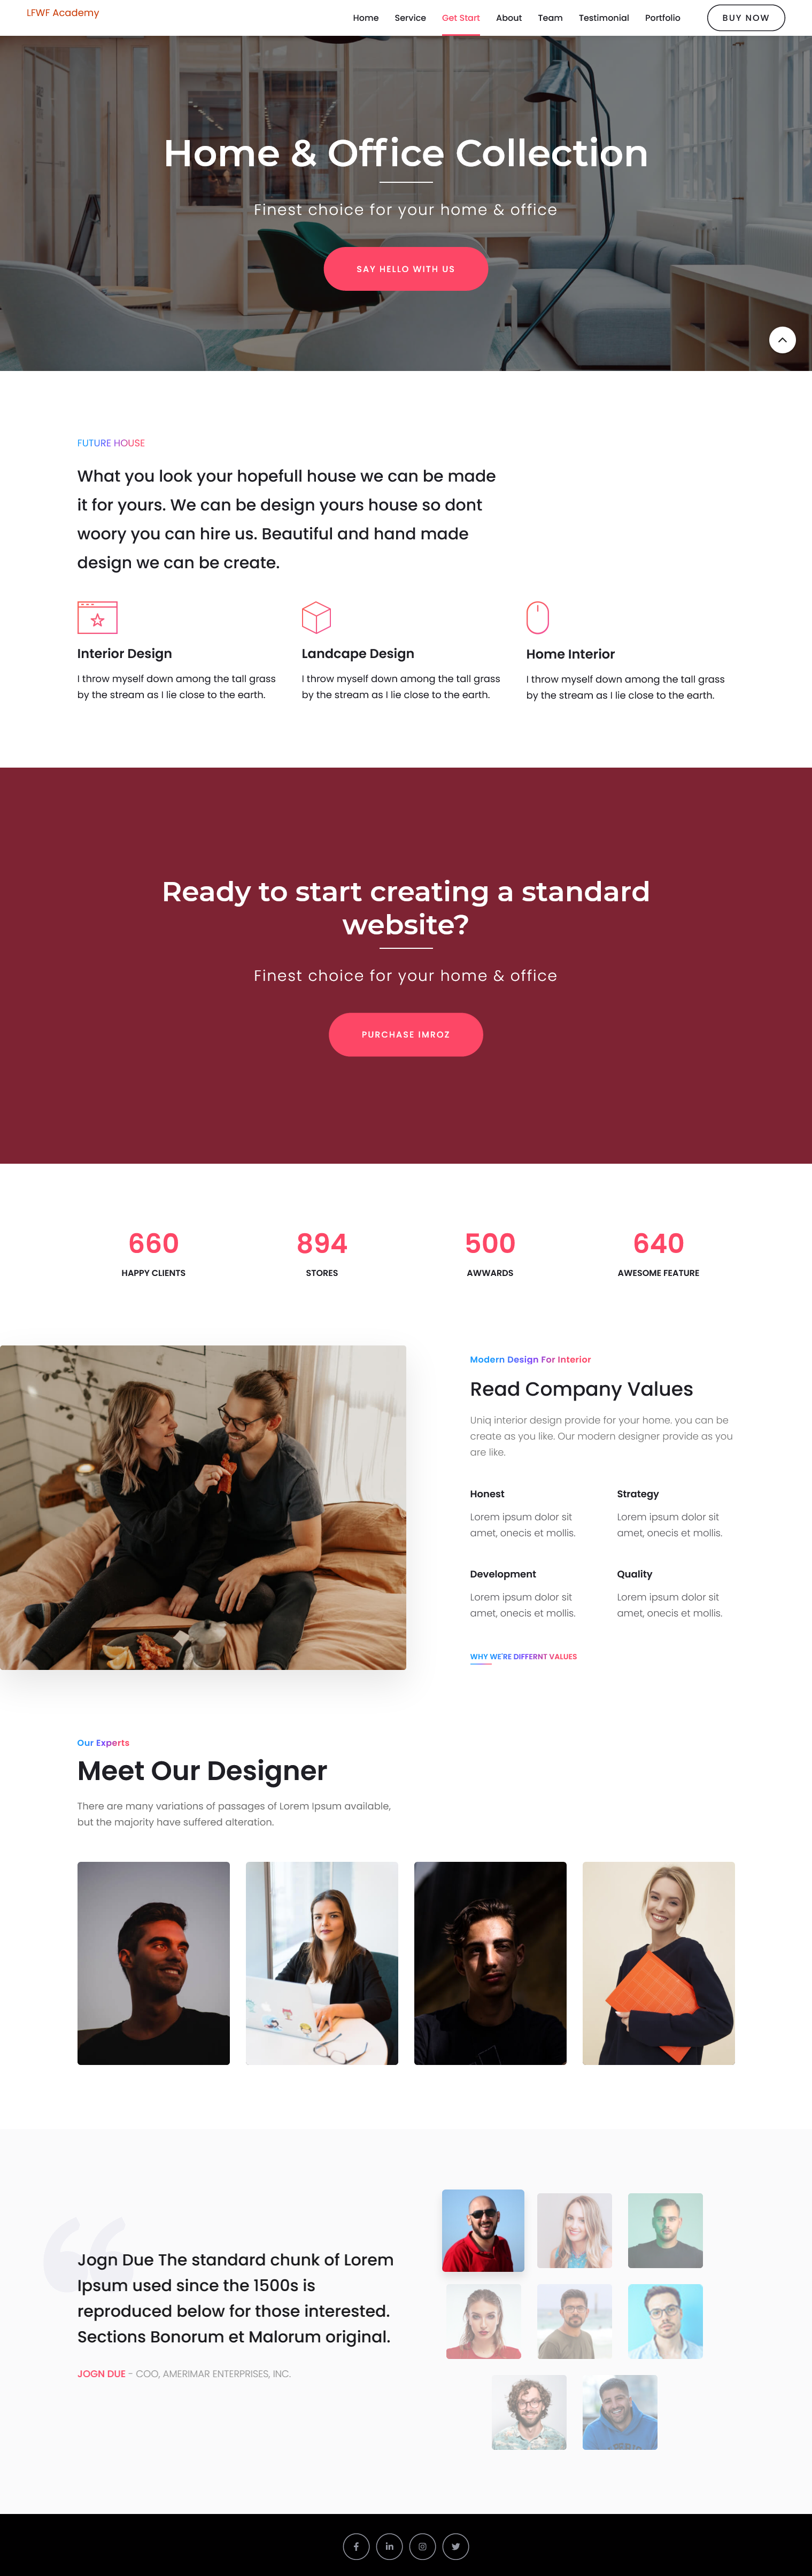 LFWF Academy
Home Service Get Start About Team Testimonial Portfolio BUY NOW
Home & Office Collection
Finest choice for your home & office
SAY HELLO WITH US
FUTURE HOUSE
What you look your hopefull house we can be made
it for yours. We can be design yours house so dont
woory you can hire us. Beautiful and hand made
design we can be create.
Interior Design
I throw myself down among the tall grass
by the stream as I lie close to the earth.
Landcape Design
I throw myself down among the tall grass
by the stream as I lie close to the earth.
Home Interior
I throw myself down among the tall grass
by the stream as I lie close to the earth.
Ready to start creating a standard
website?
Finest choice for your home & office
PURCHASE IMROZ
660
HAPPY CLIENTS
894
STORES
500
AWWARDS
640
AWESOME FEATURE
Modern Design For Interior
Read Company Values
Uniq interior design provide for your home. you can be
create as you like. Our modern designer provide as you
are like.
Honest
Lorem ipsum dolor sit
amet, onecis et mollis.
Strategy
Lorem ipsum dolor sit
amet, onecis et mollis.
Development
Lorem ipsum dolor sit
amet, onecis et mollis.
Quality
Lorem ipsum dolor sit
amet, onecis et mollis.
WHY WE'RE DIFFERNT VALUES
Our Experts
Meet Our Designer
There are many variations of passages of Lorem Ipsum available,
but the majority have suffered alteration.
Jogn Due The standard chunk of Lorem
Ipsum used since the 1500s is
reproduced below for those interested.
Sections Bonorum et Malorum original.
JOGN DUE - COO, AMERIMAR ENTERPRISES, INC.